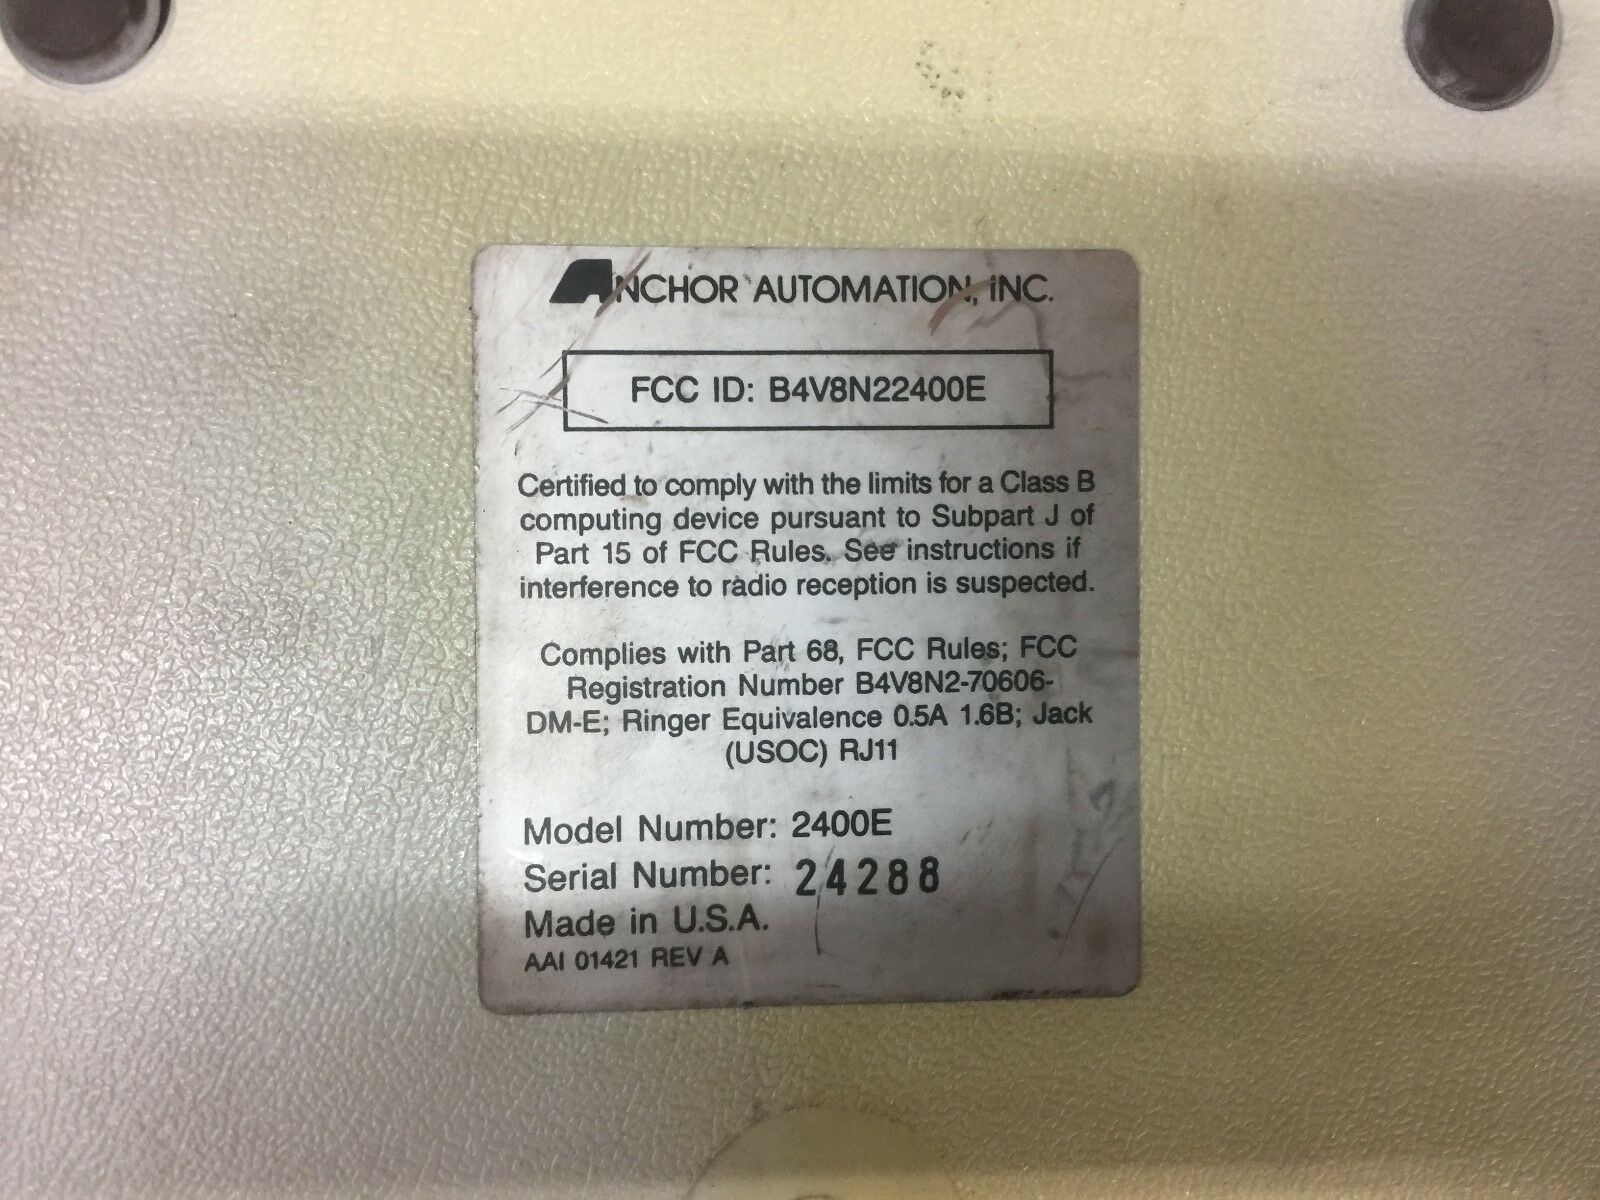 ANCHOR AUTOMATION, INC.
FCC ID: B4V8N22400E
Certified to comply with the limits for a Class B
computing device pursuant to Subpart J of
Part 15 of FCC Rules. See instructions if
interference to radio reception is suspected.
Complies with Part 68, FCC Rules; FCC
Registration Number B4V8N2-70606-
DM-E; Ringer Equivalence 0.5A 1.6B; Jack
(USOC) RJ11
Model Number: 2400E
Serial Number: 24288
Made in U.S.A.
AAI 01421 REV A